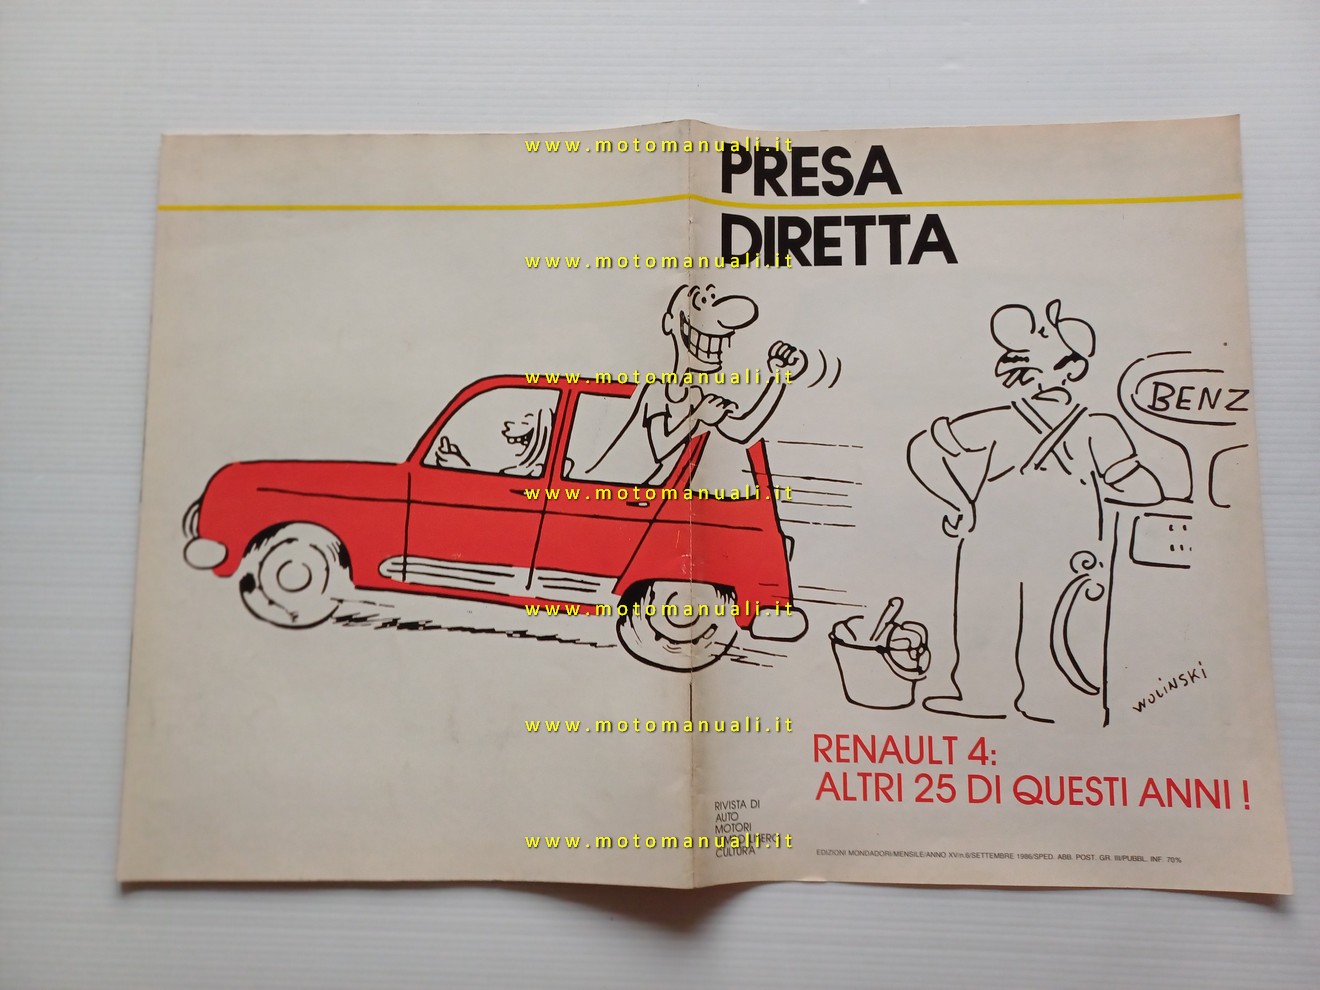 www.motomanuali.it
PRESA
www.motomanuali.it
DIRETTA
www.motomanuali.it
BENZ
www.motomanuali.it
www.motomanuali.it
WOLINSKI
www.motomanuali.it
RENAULT 4:
ALTRI 25 DI QUESTI ANNI !
RIVISTA DI
AUTO
MOTORI
www.motomanuali.it
CULTURA
EDIZIONI MONDADORI/MENSILE/ANNO XV/n.6/SETTEMBRE 1986/SPED. ABB. POST. GR. III/PUBBL. INF. 70%